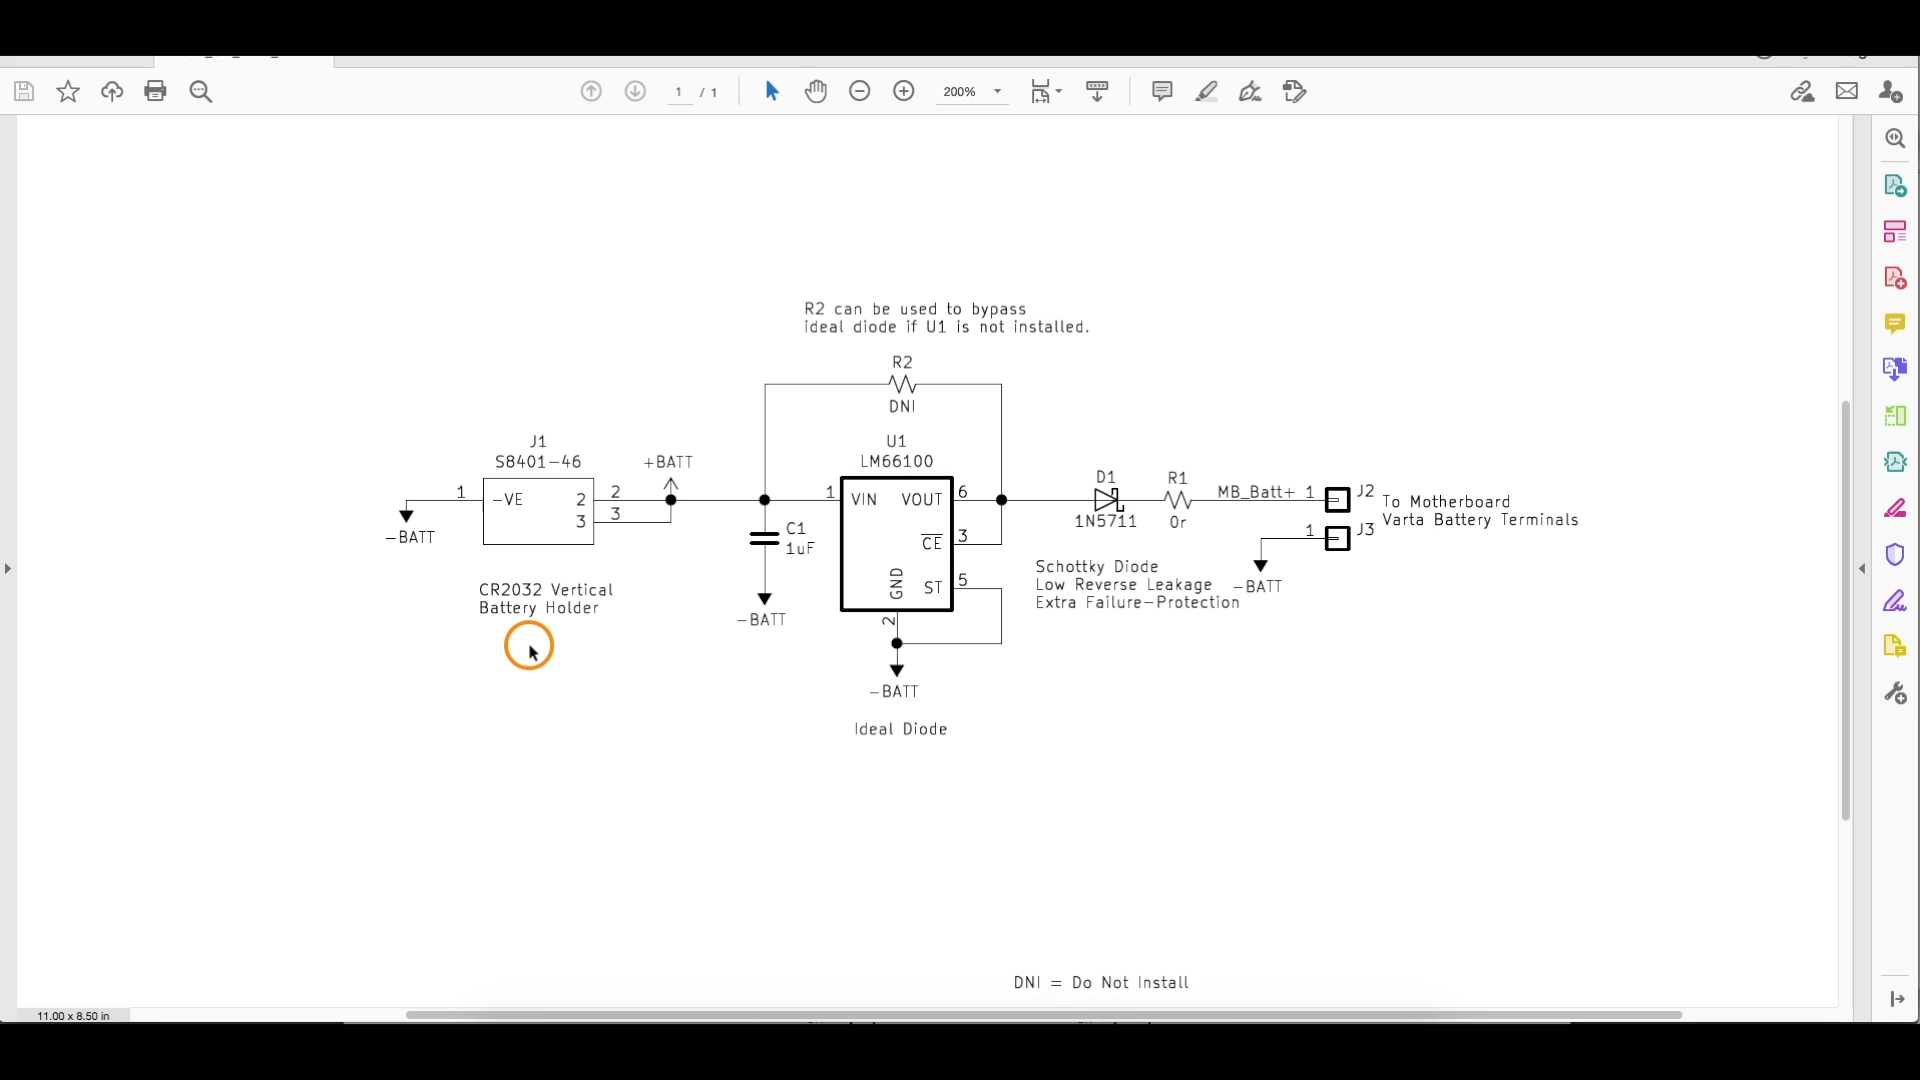 1 / 1
200%
R2 can be used to bypass
ideal diode if U1 is not installed.
R2
DNI
J1
S8401-46
+BATT
U1
LM66100
1
-VE
2
2
3
3
-BATT
1
VIN
VOUT
6
CE
3
GND
ST
5
2
C1
1uF
-BATT
-BATT
Ideal Diode
D1
1N5711
R1
0r
MB_Batt+
1
J2
1
J3
To Motherboard
Varta Battery Terminals
Schottky Diode
Low Reverse Leakage
Extra Failure-Protection
-BATT
CR2032 Vertical
Battery Holder
DNI = Do Not Install
11.00 x 8.50 in